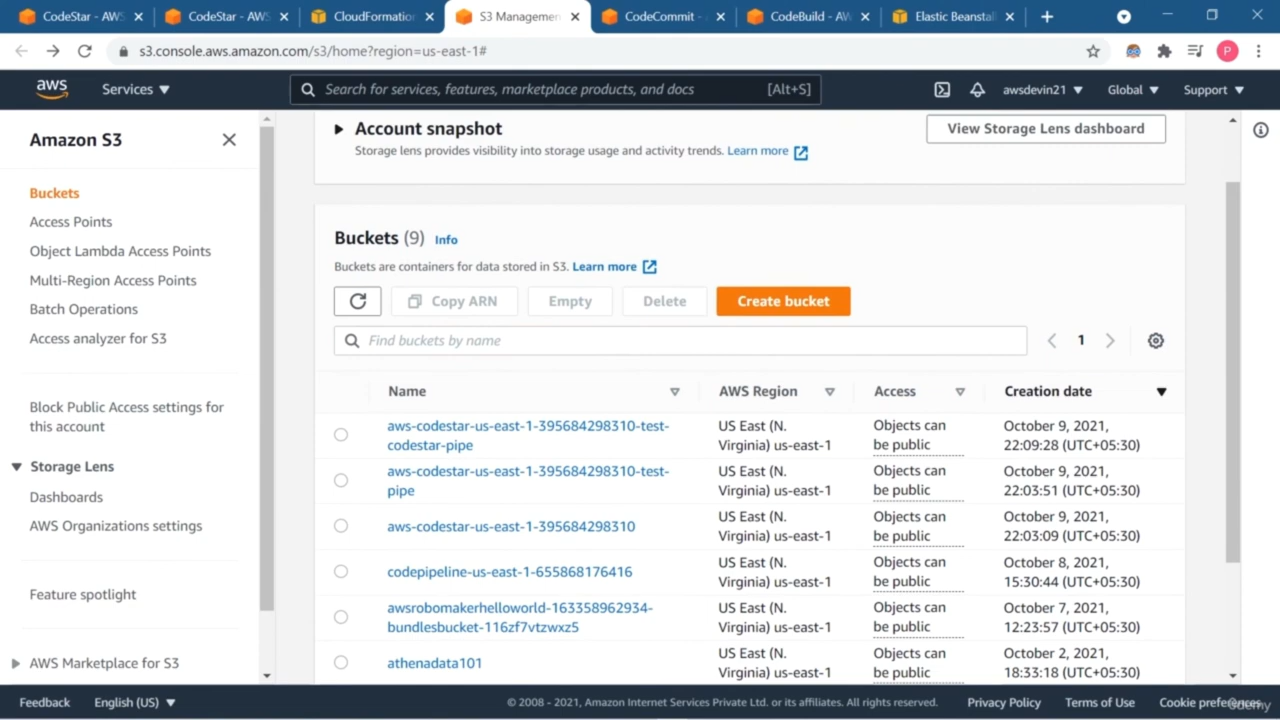 CodeStar - AWS
CodeStar - AWS
CloudFormation
S3 Management
CodeCommit -
CodeBuild - AW
Elastic Beanstal
s3.console.aws.amazon.com/s3/home?region=us-east-1#
P
aws
Services
Search for services, features, marketplace products, and docs
[Alt+S]
awsdevin21
Global
Support
Amazon S3
Buckets
Access Points
Object Lambda Access Points
Multi-Region Access Points
Batch Operations
Access analyzer for S3
Block Public Access settings for
this account
Storage Lens
Dashboards
AWS Organizations settings
Feature spotlight
AWS Marketplace for S3
Account snapshot
View Storage Lens dashboard
Storage lens provides visibility into storage usage and activity trends. Learn more
Buckets (9) Info
Buckets are containers for data stored in S3. Learn more
Copy ARN
Empty
Delete
Create bucket
Find buckets by name
1
Name
AWS Region
Access
Creation date
aws-codestar-us-east-1-395684298310-test-
codestar-pipe
US East (N.
Virginia) us-east-1
Objects can
be public
October 9, 2021,
22:09:28 (UTC+05:30)
aws-codestar-us-east-1-395684298310-test-
pipe
US East (N.
Virginia) us-east-1
Objects can
be public
October 9, 2021,
22:03:51 (UTC+05:30)
aws-codestar-us-east-1-395684298310
US East (N.
Virginia) us-east-1
Objects can
be public
October 9, 2021,
22:03:09 (UTC+05:30)
codepipeline-us-east-1-655868176416
US East (N.
Virginia) us-east-1
Objects can
be public
October 8, 2021,
15:30:44 (UTC+05:30)
awsrobomakerhelloworld-163358962934-
bundlesbucket-116zf7vtzwxz5
US East (N.
Virginia) us-east-1
Objects can
be public
October 7, 2021,
12:23:57 (UTC+05:30)
athenadata101
US East (N.
Virginia) us-east-1
Objects can
be public
October 2, 2021,
18:33:18 (UTC+05:30)
Feedback
English (US)
© 2008 - 2021, Amazon Internet Services Private Ltd. or its affiliates. All rights reserved.
Privacy Policy
Terms of Use
Cookie preferences
Udemy